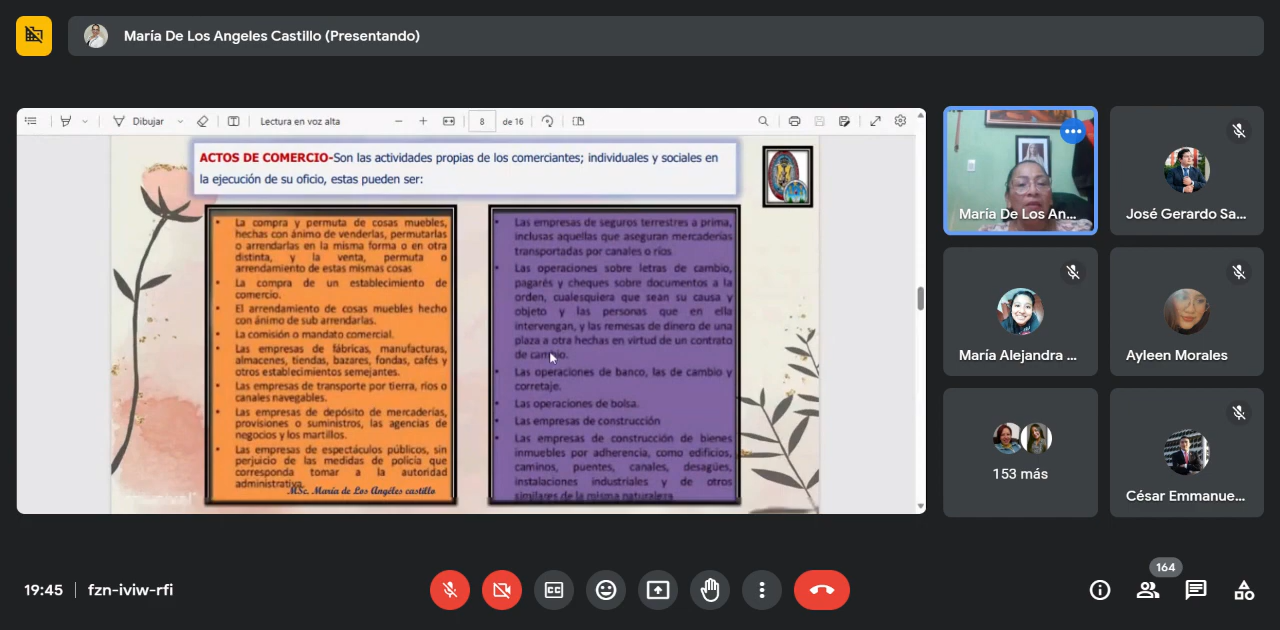 María De Los Angeles Castillo (Presentando)
Dibujar
Lectura en voz alta
8
de 16
ACTOS DE COMERCIO-Son las actividades propias de los comerciantes; individuales y sociales en
la ejecución de su oficio, estas pueden ser:
• La compra y permuta de cosas muebles,
hechas con ánimo de venderlas, permutarlas
o arrendarlas en la misma forma o en otra
distinta, y la venta, permuta o
arrendamiento de estas mismas cosas
• La compra de un establecimiento de
comercio.
• El arrendamiento de cosas muebles hecho
con ánimo de sub arrendarlas.
• La comisión o mandato comercial.
• Las empresas de fábricas, manufacturas,
almacenes, tiendas, bazares, fondas, cafés y
otros establecimientos semejantes.
• Las empresas de transporte por tierra, ríos o
canales navegables.
• Las empresas de depósito de mercaderías,
provisiones o suministros, las agencias de
negocios y los martillos.
• Las empresas de espectáculos públicos, sin
perjuicio de las medidas de policía que
corresponda tomar a la autoridad
administrativa.
MSc. María de Los Angéles castillo
• Las empresas de seguros terrestres a prima,
inclusas aquellas que aseguran mercaderías
transportadas por canales o ríos
• Las operaciones sobre letras de cambio,
pagarés y cheques sobre documentos a la
orden, cualesquiera que sean su causa y
objeto y las personas que en ella
intervengan, y las remesas de dinero de una
plaza a otra hechas en virtud de un contrato
de cambio.
• Las operaciones de banco, las de cambio y
corretaje.
• Las operaciones de bolsa.
• Las empresas de construcción
• Las empresas de construcción de bienes
inmuebles por adherencia, como edificios,
caminos, puentes, canales, desagües,
instalaciones industriales y de otros
similares de la misma naturaleza
María De Los An...
José Gerardo Sa...
María Alejandra ...
Ayleen Morales
153 más
César Emmanue...
19:45
fzn-iviw-rfi
164